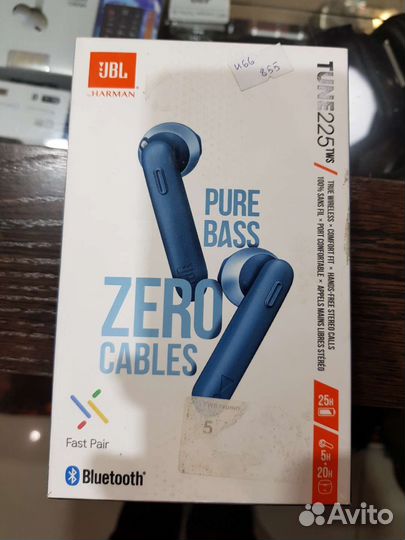 JBL
by HARMAN
u66
855
TUNE225TWS
TRUE WIRELESS × COMFORT FIT × HANDS-FREE STEREO CALLS
100% SANS FIL × PORT CONFORTABLE × APPELS MAINS LIBRES STÉRÉO
PURE
BASS
ZERO
CABLES
Fast Pair
Bluetooth®
5
25H
5H
+
20H
Avito